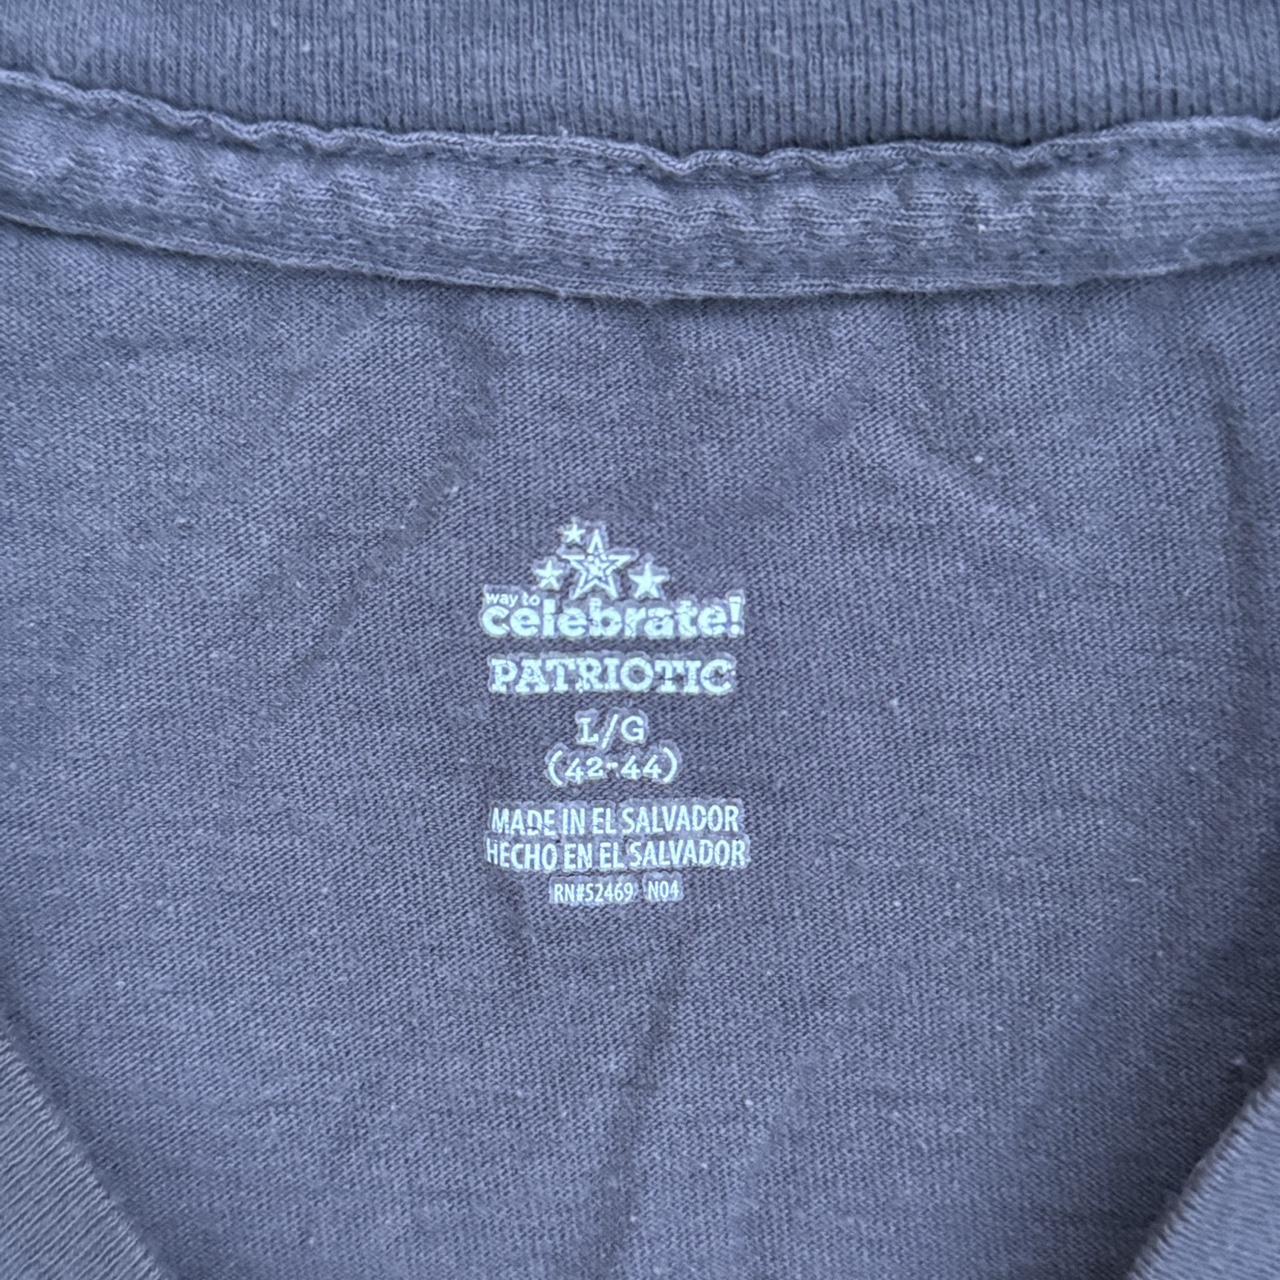 way to
celebrate!
PATRIOTIC
L/G
(42-44)
MADE IN EL SALVADOR
HECHO EN EL SALVADOR
RN#52469 N04